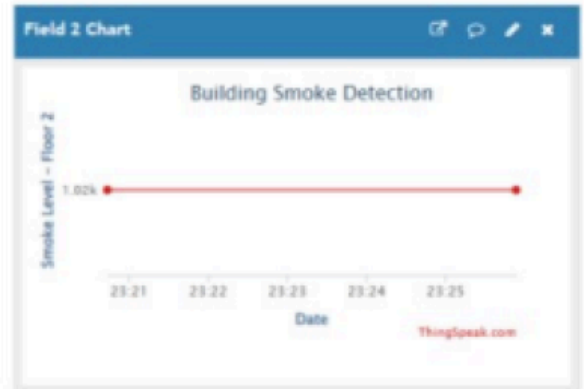 Field 2 Chart
Building Smoke Detection
Smoke Level – Floor 2
1.02k
23:21 23:22 23:23 23:24 23:25
Date
ThingSpeak.com